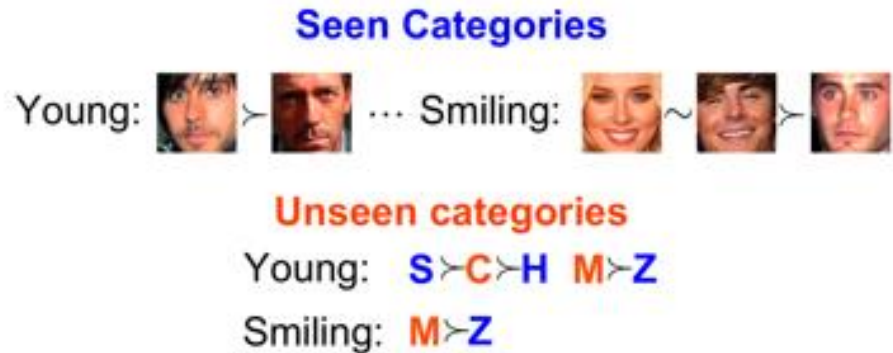 Seen Categories
Young: ≻ ⋯ Smiling: ∼ ≻
Unseen categories
Young: S≻C≻H M≻Z
Smiling: M≻Z